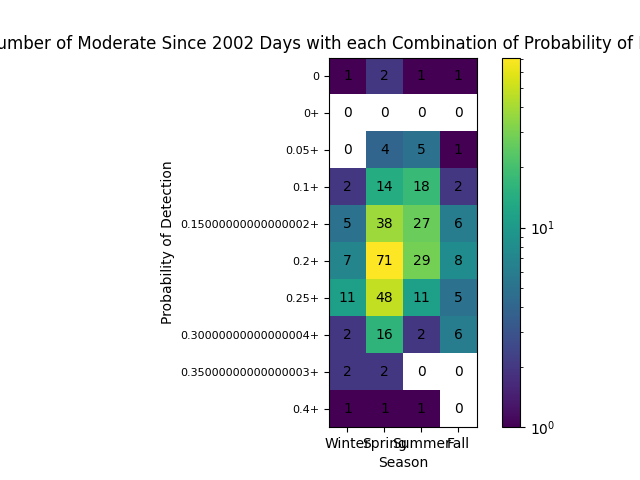 umber of Moderate Since 2002 Days with each Combination of Probability of
0 1 2 1 1
0+ 0 0 0 0
0.05+ 0 4 5 1
0.1+ 2 14 18 2
0.15000000000000002+ 5 38 27 6
0.2+ 7 71 29 8
0.25+ 11 48 11 5
0.30000000000000004+ 2 16 2 6
0.35000000000000003+ 2 2 0 0
0.4+ 1 1 1 0
Winter Spring Summer Fall
Season
Probability of Detection
10^1
10^0